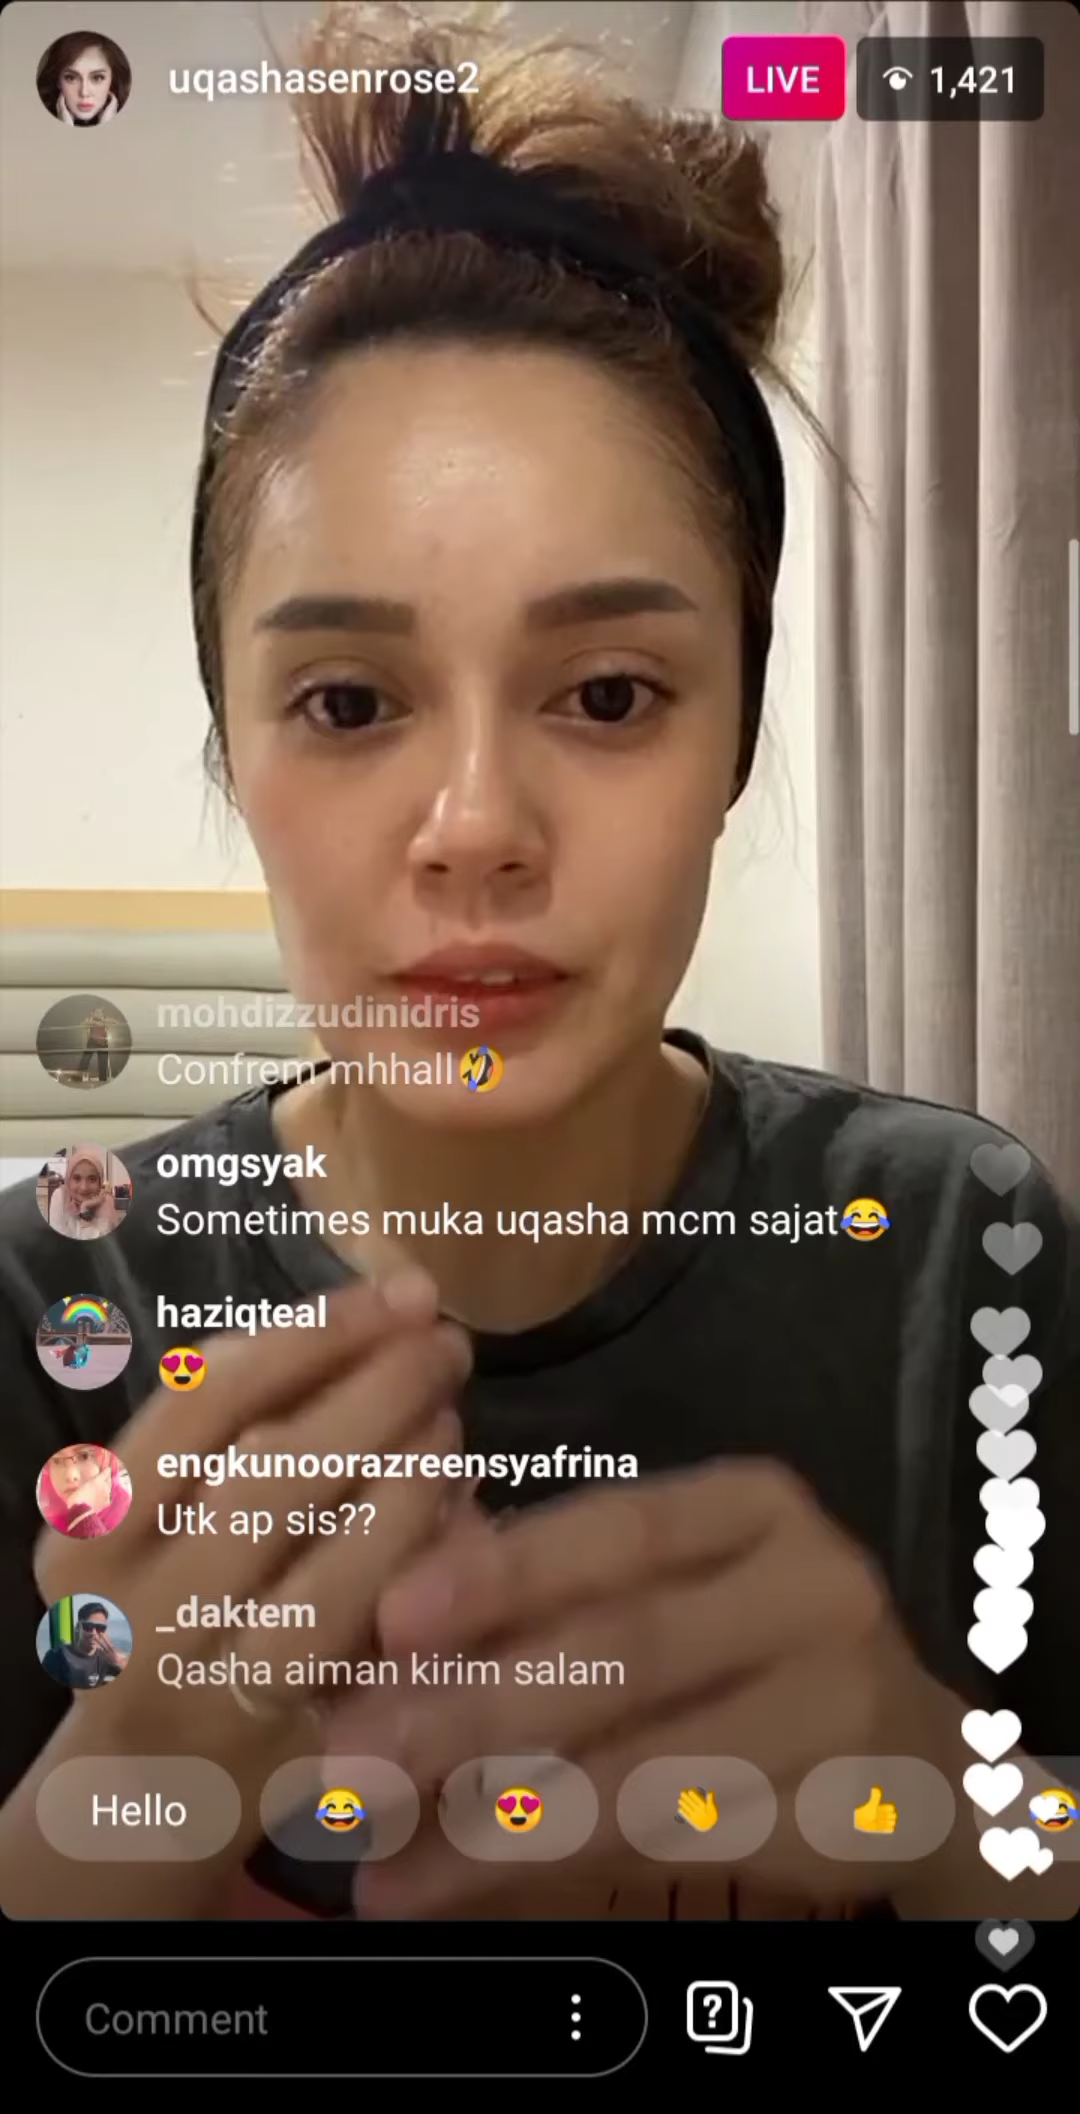 uqashasenrose2
LIVE
1,421
mohdizzudinidris
Confrem mhhall🤣
omgsyak
Sometimes muka uqasha mcm sajat😂
haziqteal
😍
engkunoorazreensyafrina
Utk ap sis??
_daktem
Qasha aiman kirim salam
Hello 😂 😍 👏 👍 😂
Comment